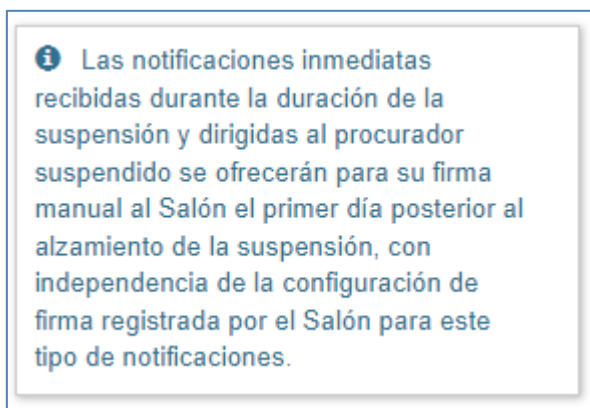 Las notificaciones inmediatas
recibidas durante la duración de la
suspensión y dirigidas al procurador
suspendido se ofrecerán para su firma
manual al Salón el primer día posterior al
alzamiento de la suspensión, con
independencia de la configuración de
firma registrada por el Salón para este
tipo de notificaciones.